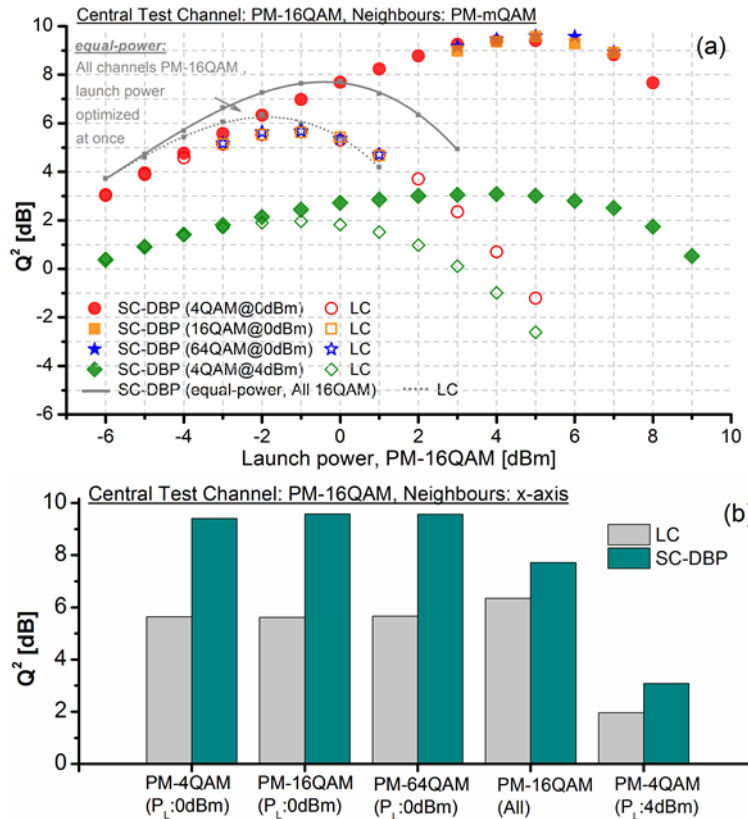 Central Test Channel: PM-16QAM, Neighbours: PM-mQAM
(a)
equal-power:
All channels PM-16QAM ,
launch power
optimized
at once
10
8
6
4
2
0
-2
-4
-6
Q² [dB]
SC-DBP (4QAM@0dBm) LC
SC-DBP (16QAM@0dBm) LC
SC-DBP (64QAM@0dBm) LC
SC-DBP (4QAM@4dBm) LC
SC-DBP (equal-power, All 16QAM) LC
-6 -4 -2 0 2 4 6 8 10
Launch power, PM-16QAM [dBm]
Central Test Channel: PM-16QAM, Neighbours: x-axis
(b)
LC
SC-DBP
10
8
6
4
2
0
Q² [dB]
PM-4QAM PM-16QAM PM-64QAM PM-16QAM PM-4QAM
(P_L:0dBm) (P_L:0dBm) (P_L:0dBm) (All) (P_L:4dBm)